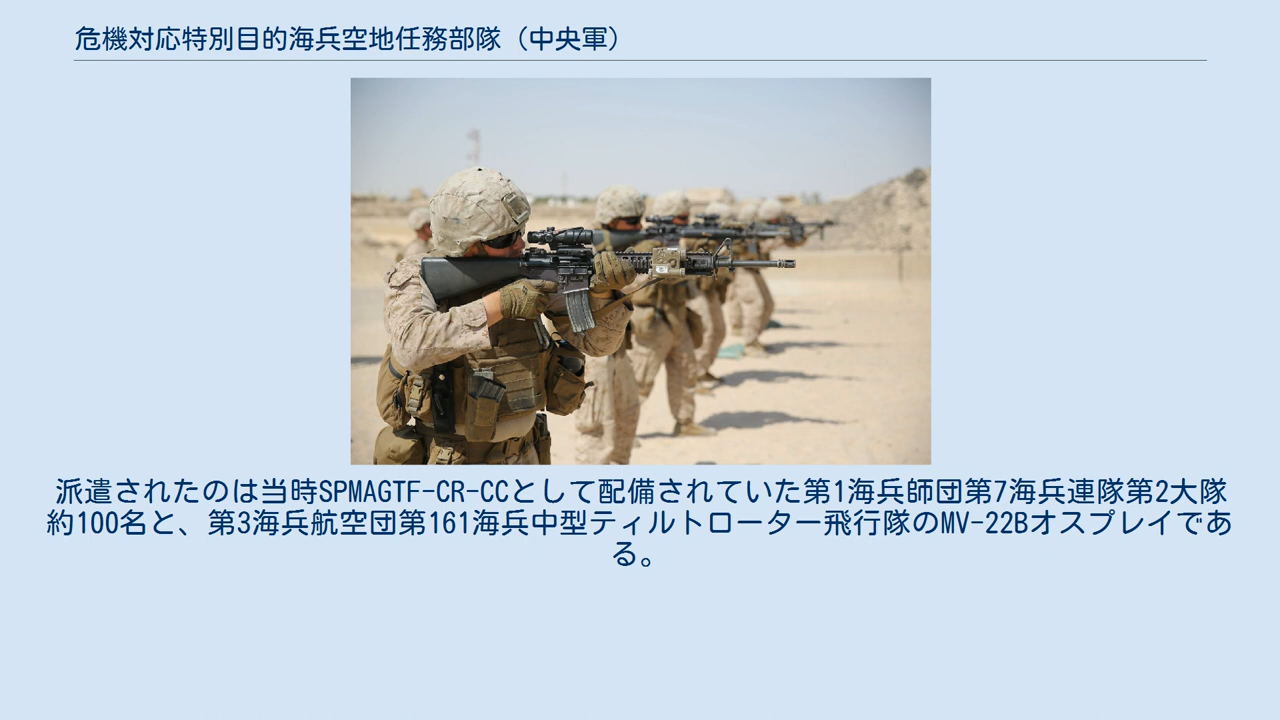 危機対応特別目的海兵空地任務部隊（中央軍）
派遣されたのは当時SPMAGTF-CR-CCとして配備されていた第1海兵師団第7海兵連隊第2大隊
約100名と、第3海兵航空団第161海兵中型ティルトローター飛行隊のMV-22Bオスプレイであ
る。